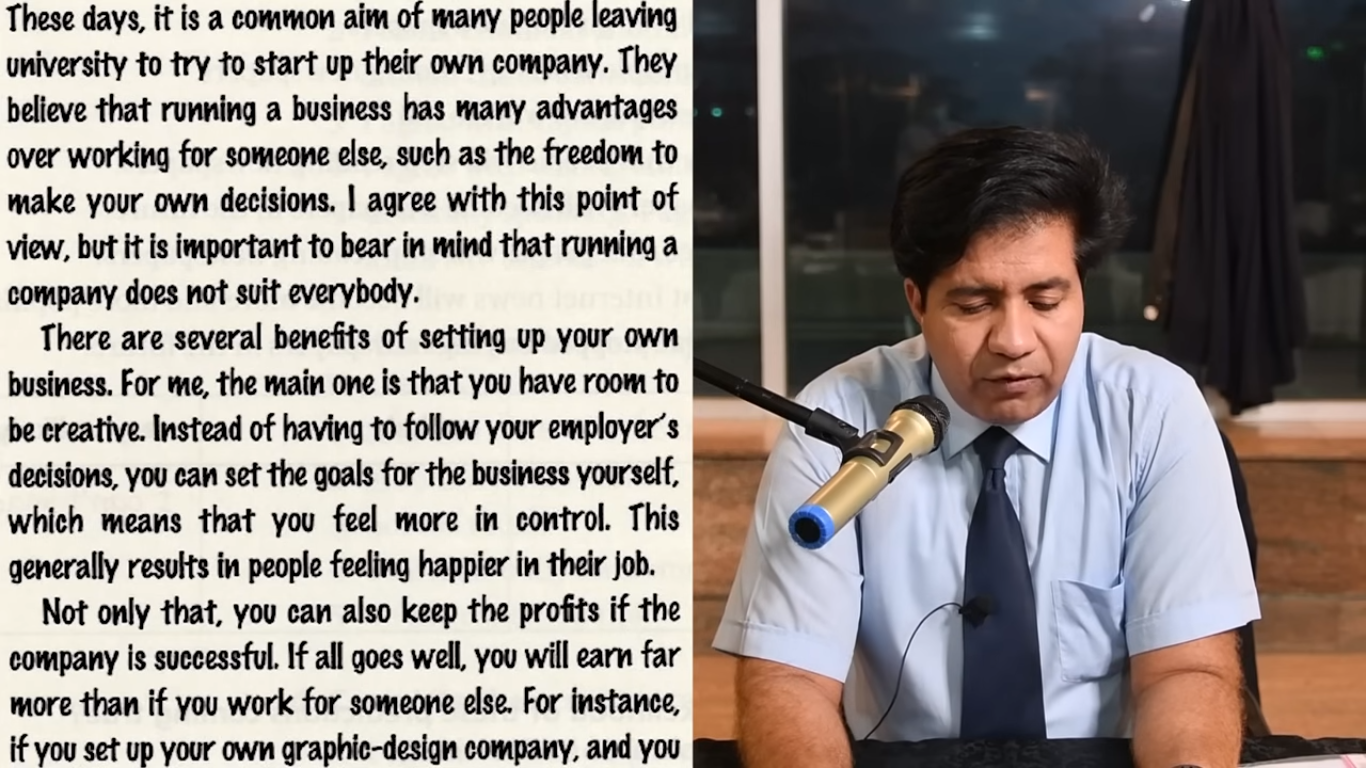 These days, it is a common aim of many people leaving
university to try to start up their own company. They
believe that running a business has many advantages
over working for someone else, such as the freedom to
make your own decisions. I agree with this point of
view, but it is important to bear in mind that running a
company does not suit everybody.
There are several benefits of setting up your own
business. For me, the main one is that you have room to
be creative. Instead of having to follow your employer's
decisions, you can set the goals for the business yourself,
which means that you feel more in control. This
generally results in people feeling happier in their job.
Not only that, you can also keep the profits if the
company is successful. If all goes well, you will earn far
more than if you work for someone else. For instance,
if you set up your own graphic-design company, and you